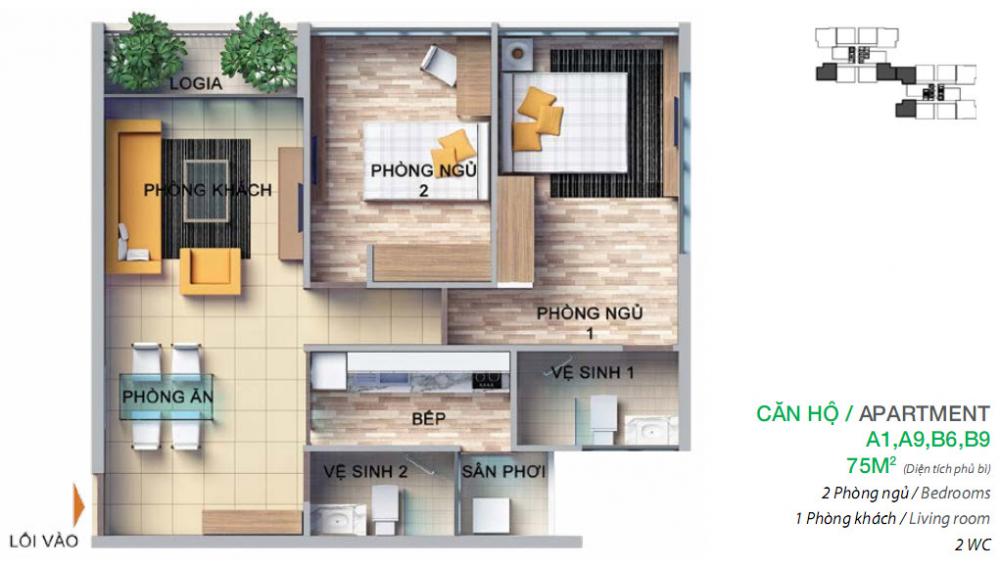 LOGIA
PHÒNG KHÁCH
PHÒNG NGỦ
2
PHÒNG NGỦ
1
PHÒNG ĂN
BẾP
VỆ SINH 1
VỆ SINH 2
SÂN PHƠI
LỐI VÀO
CĂN HỘ / APARTMENT
A1,A9,B6,B9
75M² (Diện tích phủ bì)
2 Phòng ngủ / Bedrooms
1 Phòng khách / Living room
2 WC